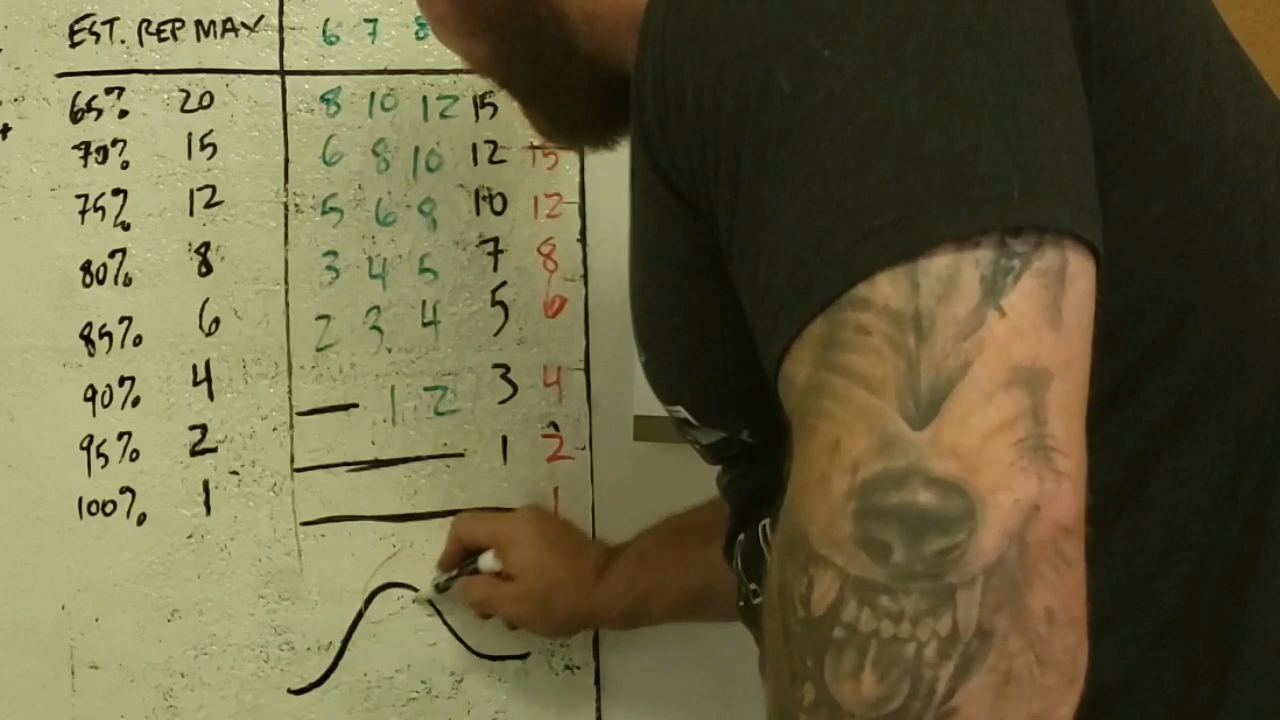 EST. REP MAX 6 7 8
65% 20 8 10 12 15
70% 15 6 8 10 12 15
75% 12 5 6 8 10 12
80% 8 3 4 5 7 8
85% 6 2 3 4 5 6
90% 4 — 1 2 3 4
95% 2 — 1 2
100% 1 — 1